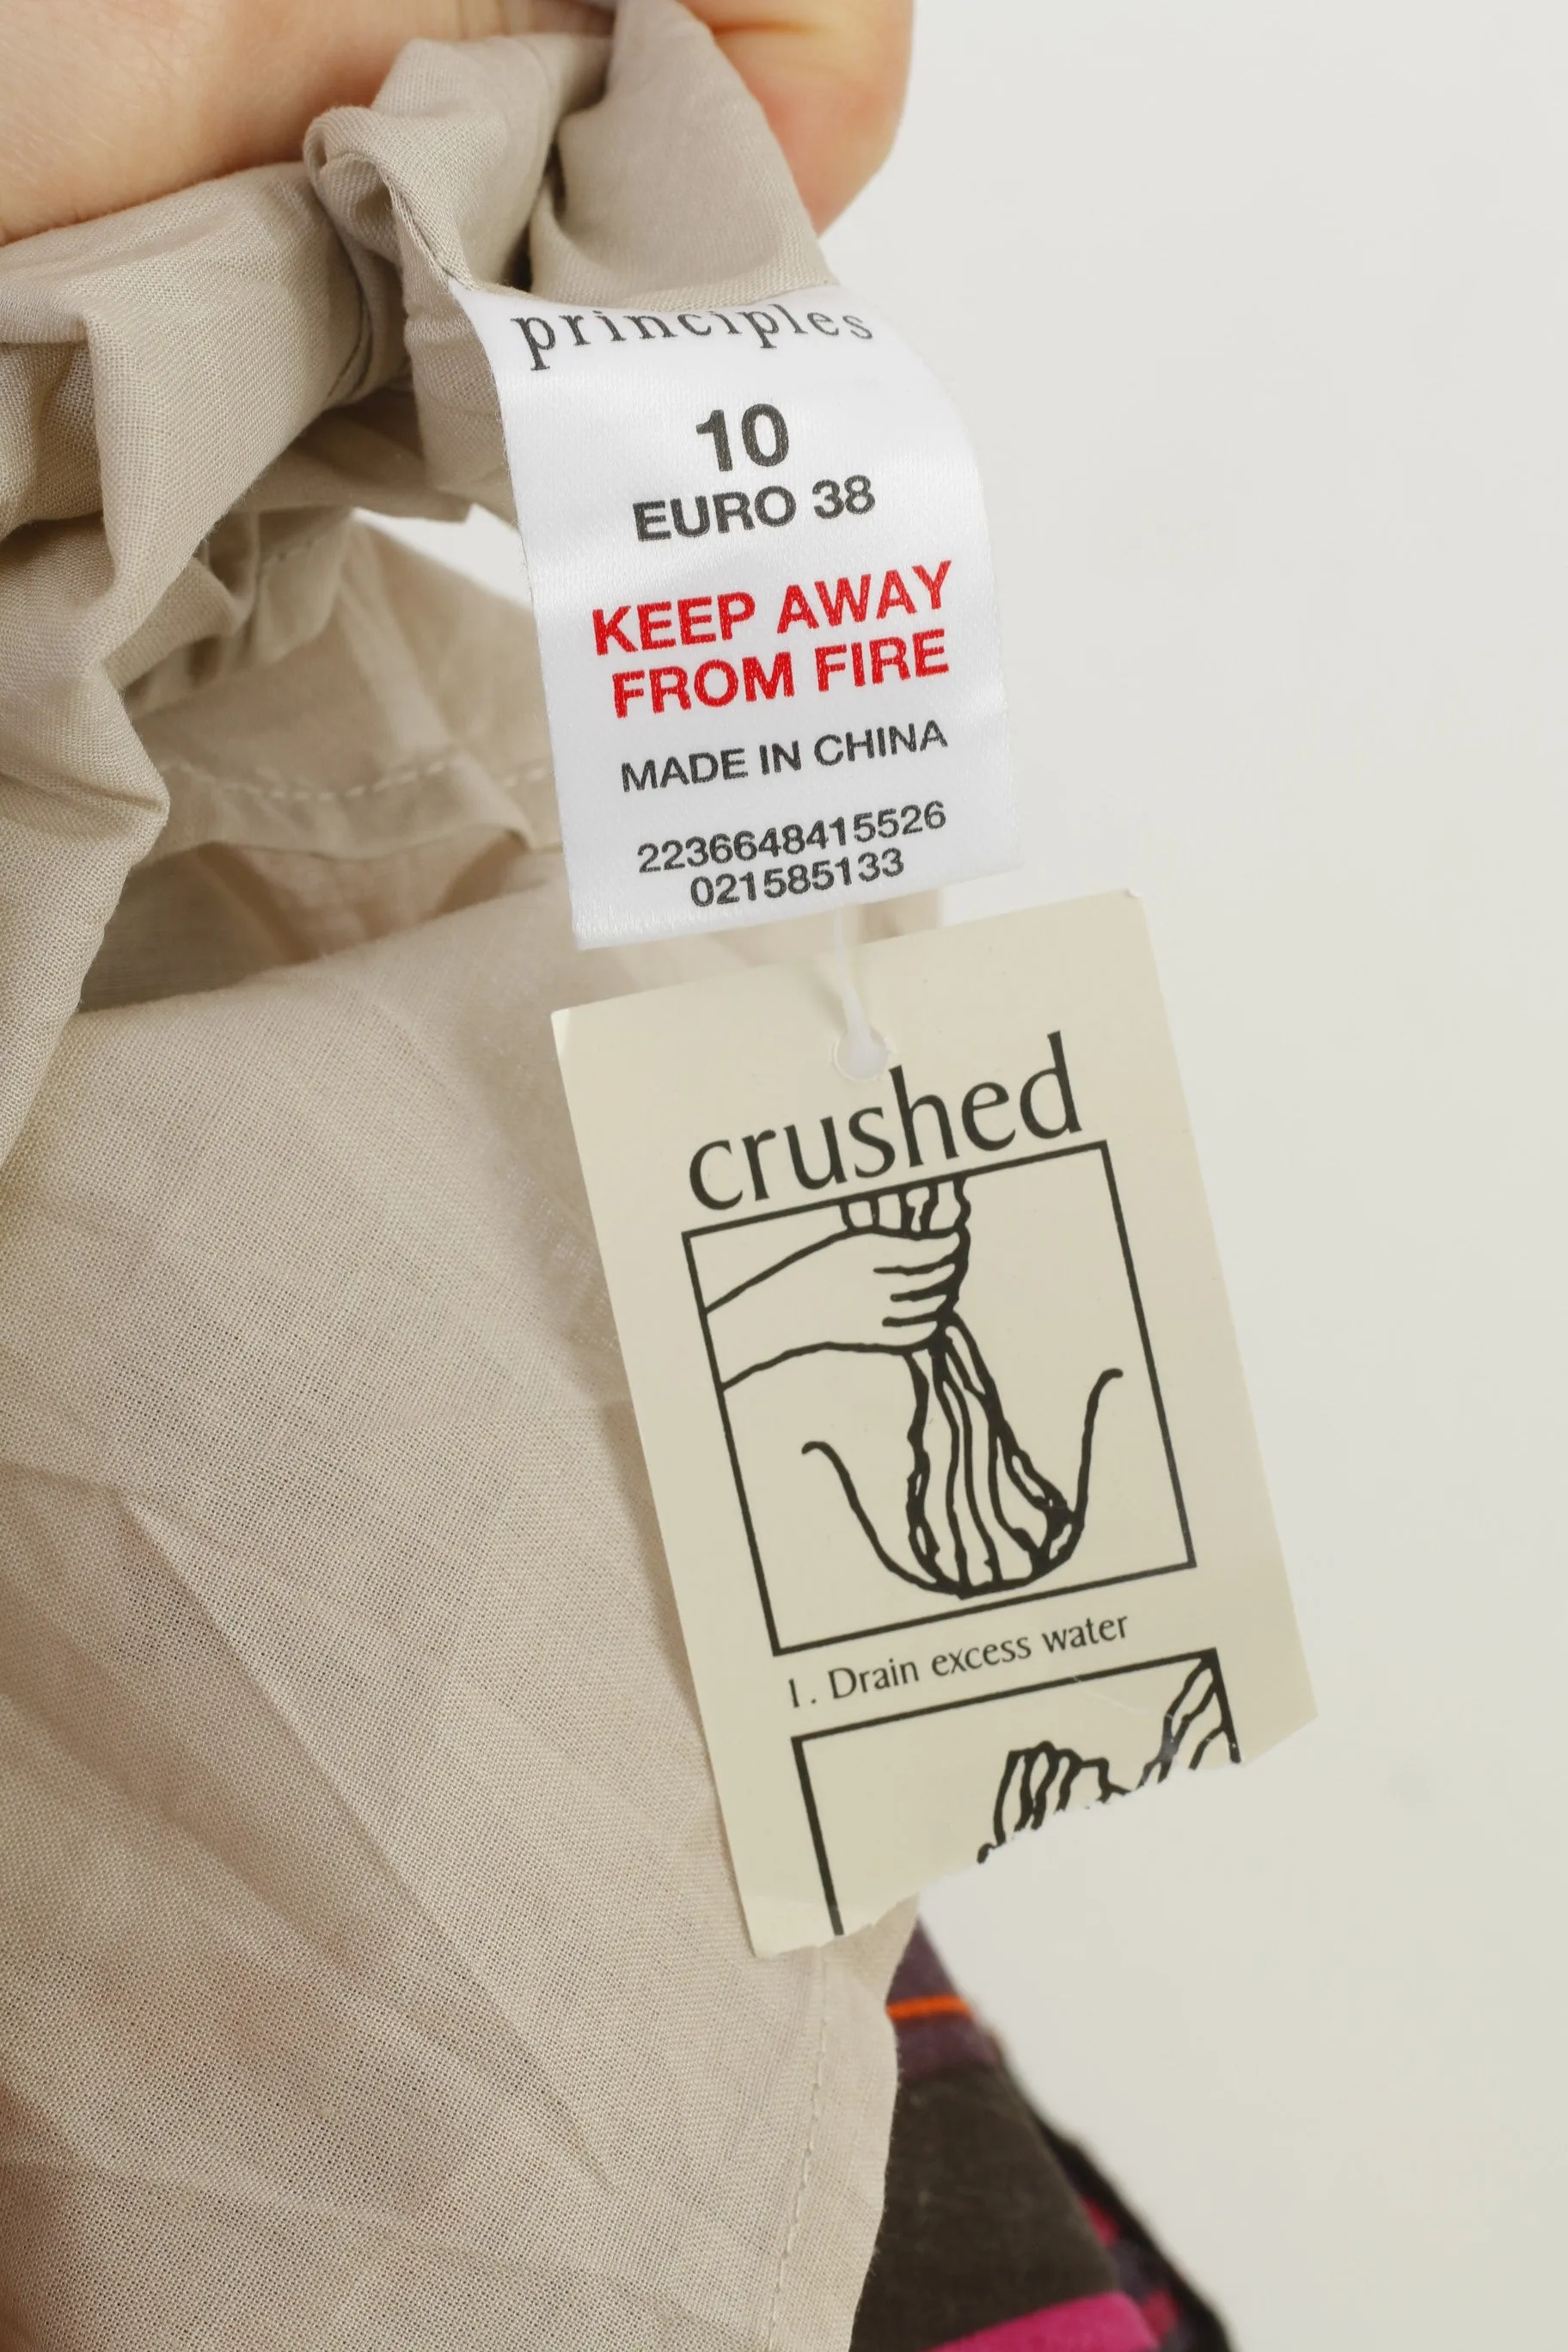 principles
10
EURO 38
KEEP AWAY
FROM FIRE
MADE IN CHINA
2236648415526
021585133
crushed
1. Drain excess water